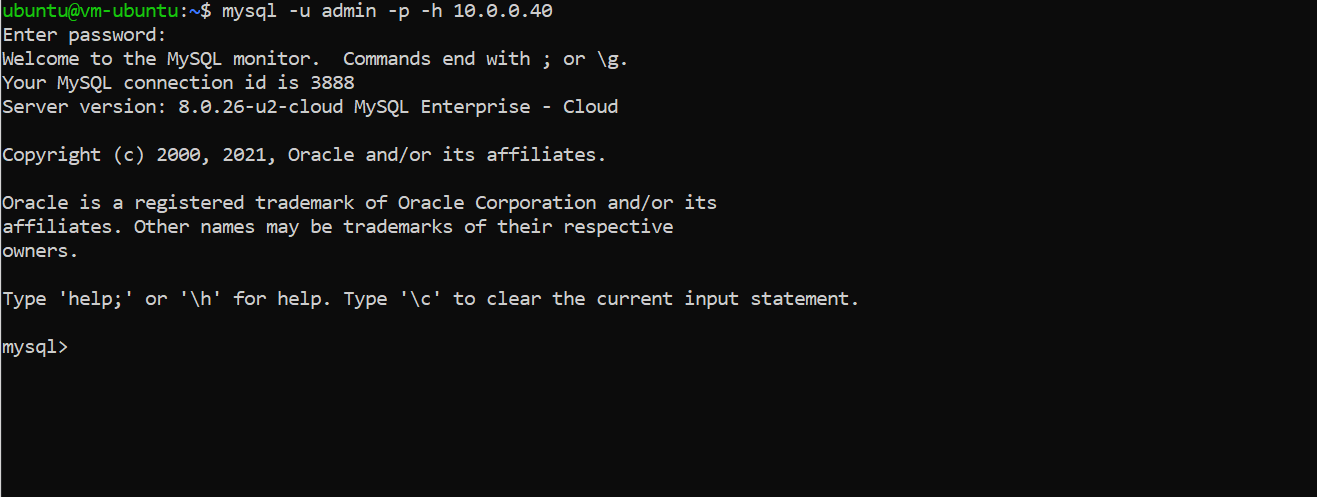 ubuntu@vm-ubuntu:~$ mysql -u admin -p -h 10.0.0.40
Enter password:
Welcome to the MySQL monitor.  Commands end with ; or \g.
Your MySQL connection id is 3888
Server version: 8.0.26-u2-cloud MySQL Enterprise - Cloud

Copyright (c) 2000, 2021, Oracle and/or its affiliates.

Oracle is a registered trademark of Oracle Corporation and/or its
affiliates. Other names may be trademarks of their respective
owners.

Type 'help;' or '\h' for help. Type '\c' to clear the current input statement.

mysql>